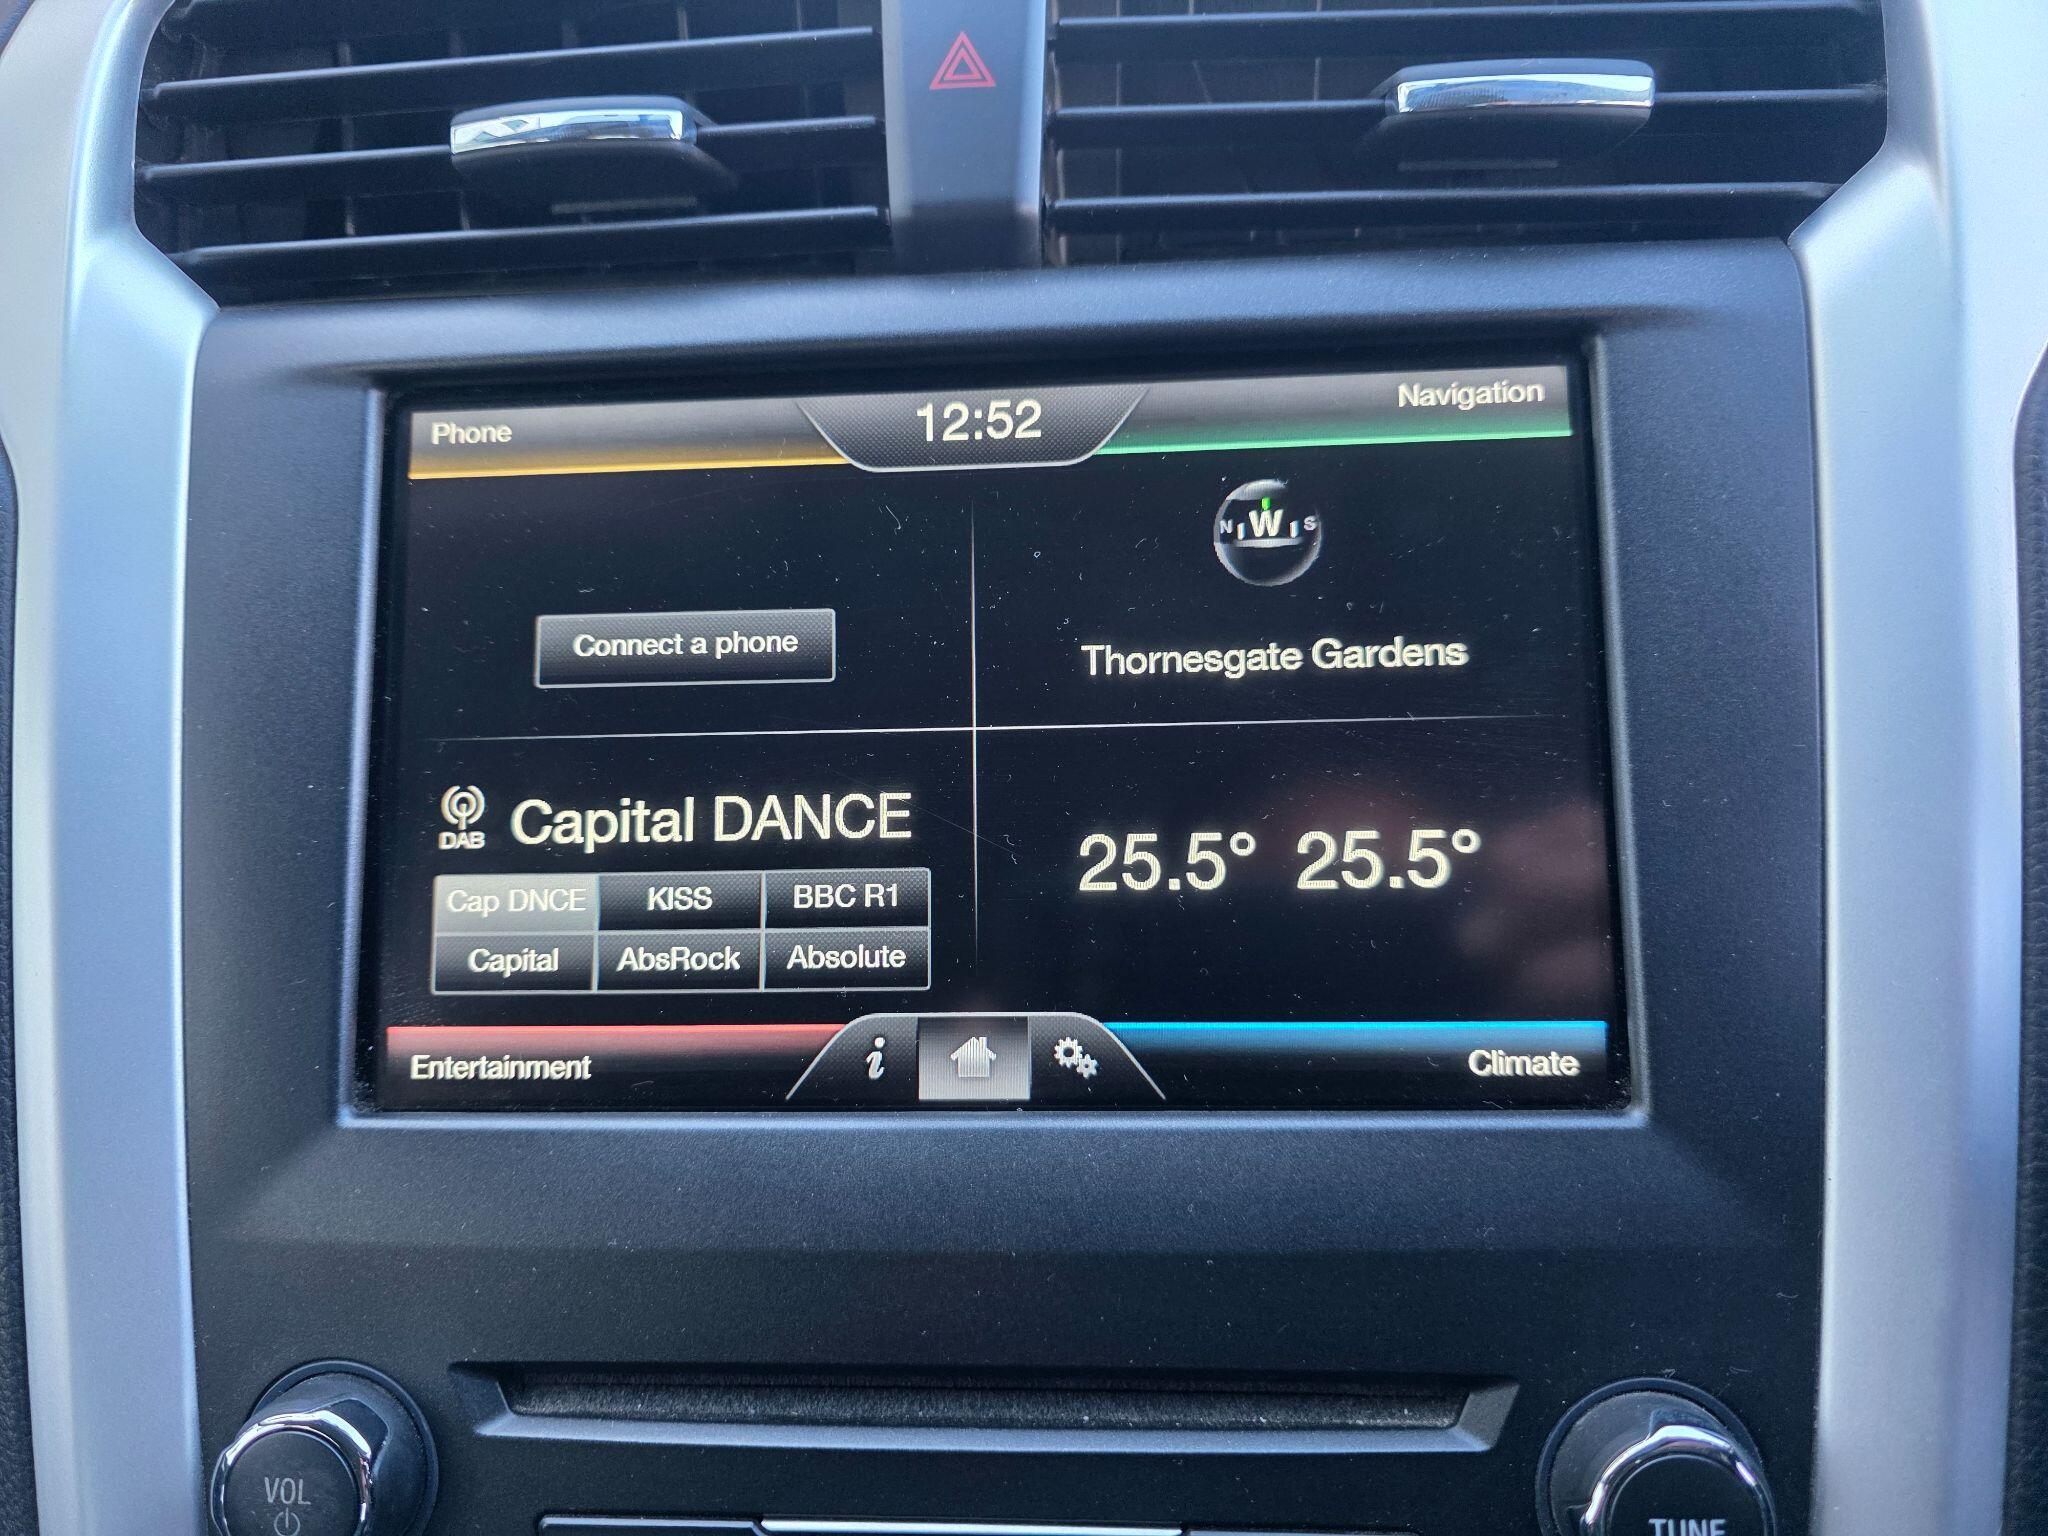 Phone
12:52
Navigation
N W S
Connect a phone
Thornesgate Gardens
DAB
Capital DANCE
25.5° 25.5°
Cap DNCE KISS BBC R1
Capital AbsRock Absolute
Entertainment
i
Climate
VOL
TUNE